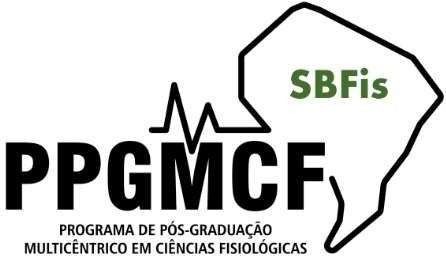 SBFis
PPGMCF
PROGRAMA DE PÓS-GRADUAÇÃO
MULTICÊNTRICO EM CIÊNCIAS FISIOLÓGICAS